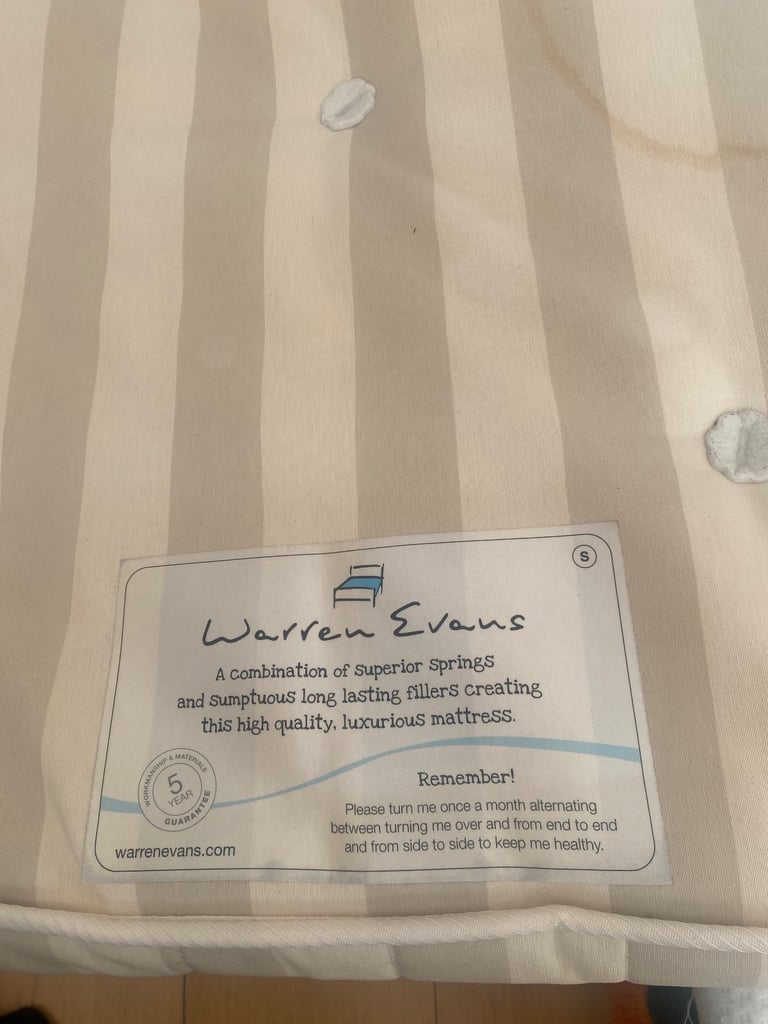 S
Warren Evans
A combination of superior springs
and sumptuous long lasting fillers creating
this high quality, luxurious mattress.
WORKMANSHIP & MATERIALS
5
YEAR
GUARANTEE
Remember!
Please turn me once a month alternating
between turning me over and from end to end
and from side to side to keep me healthy.
warrenevans.com